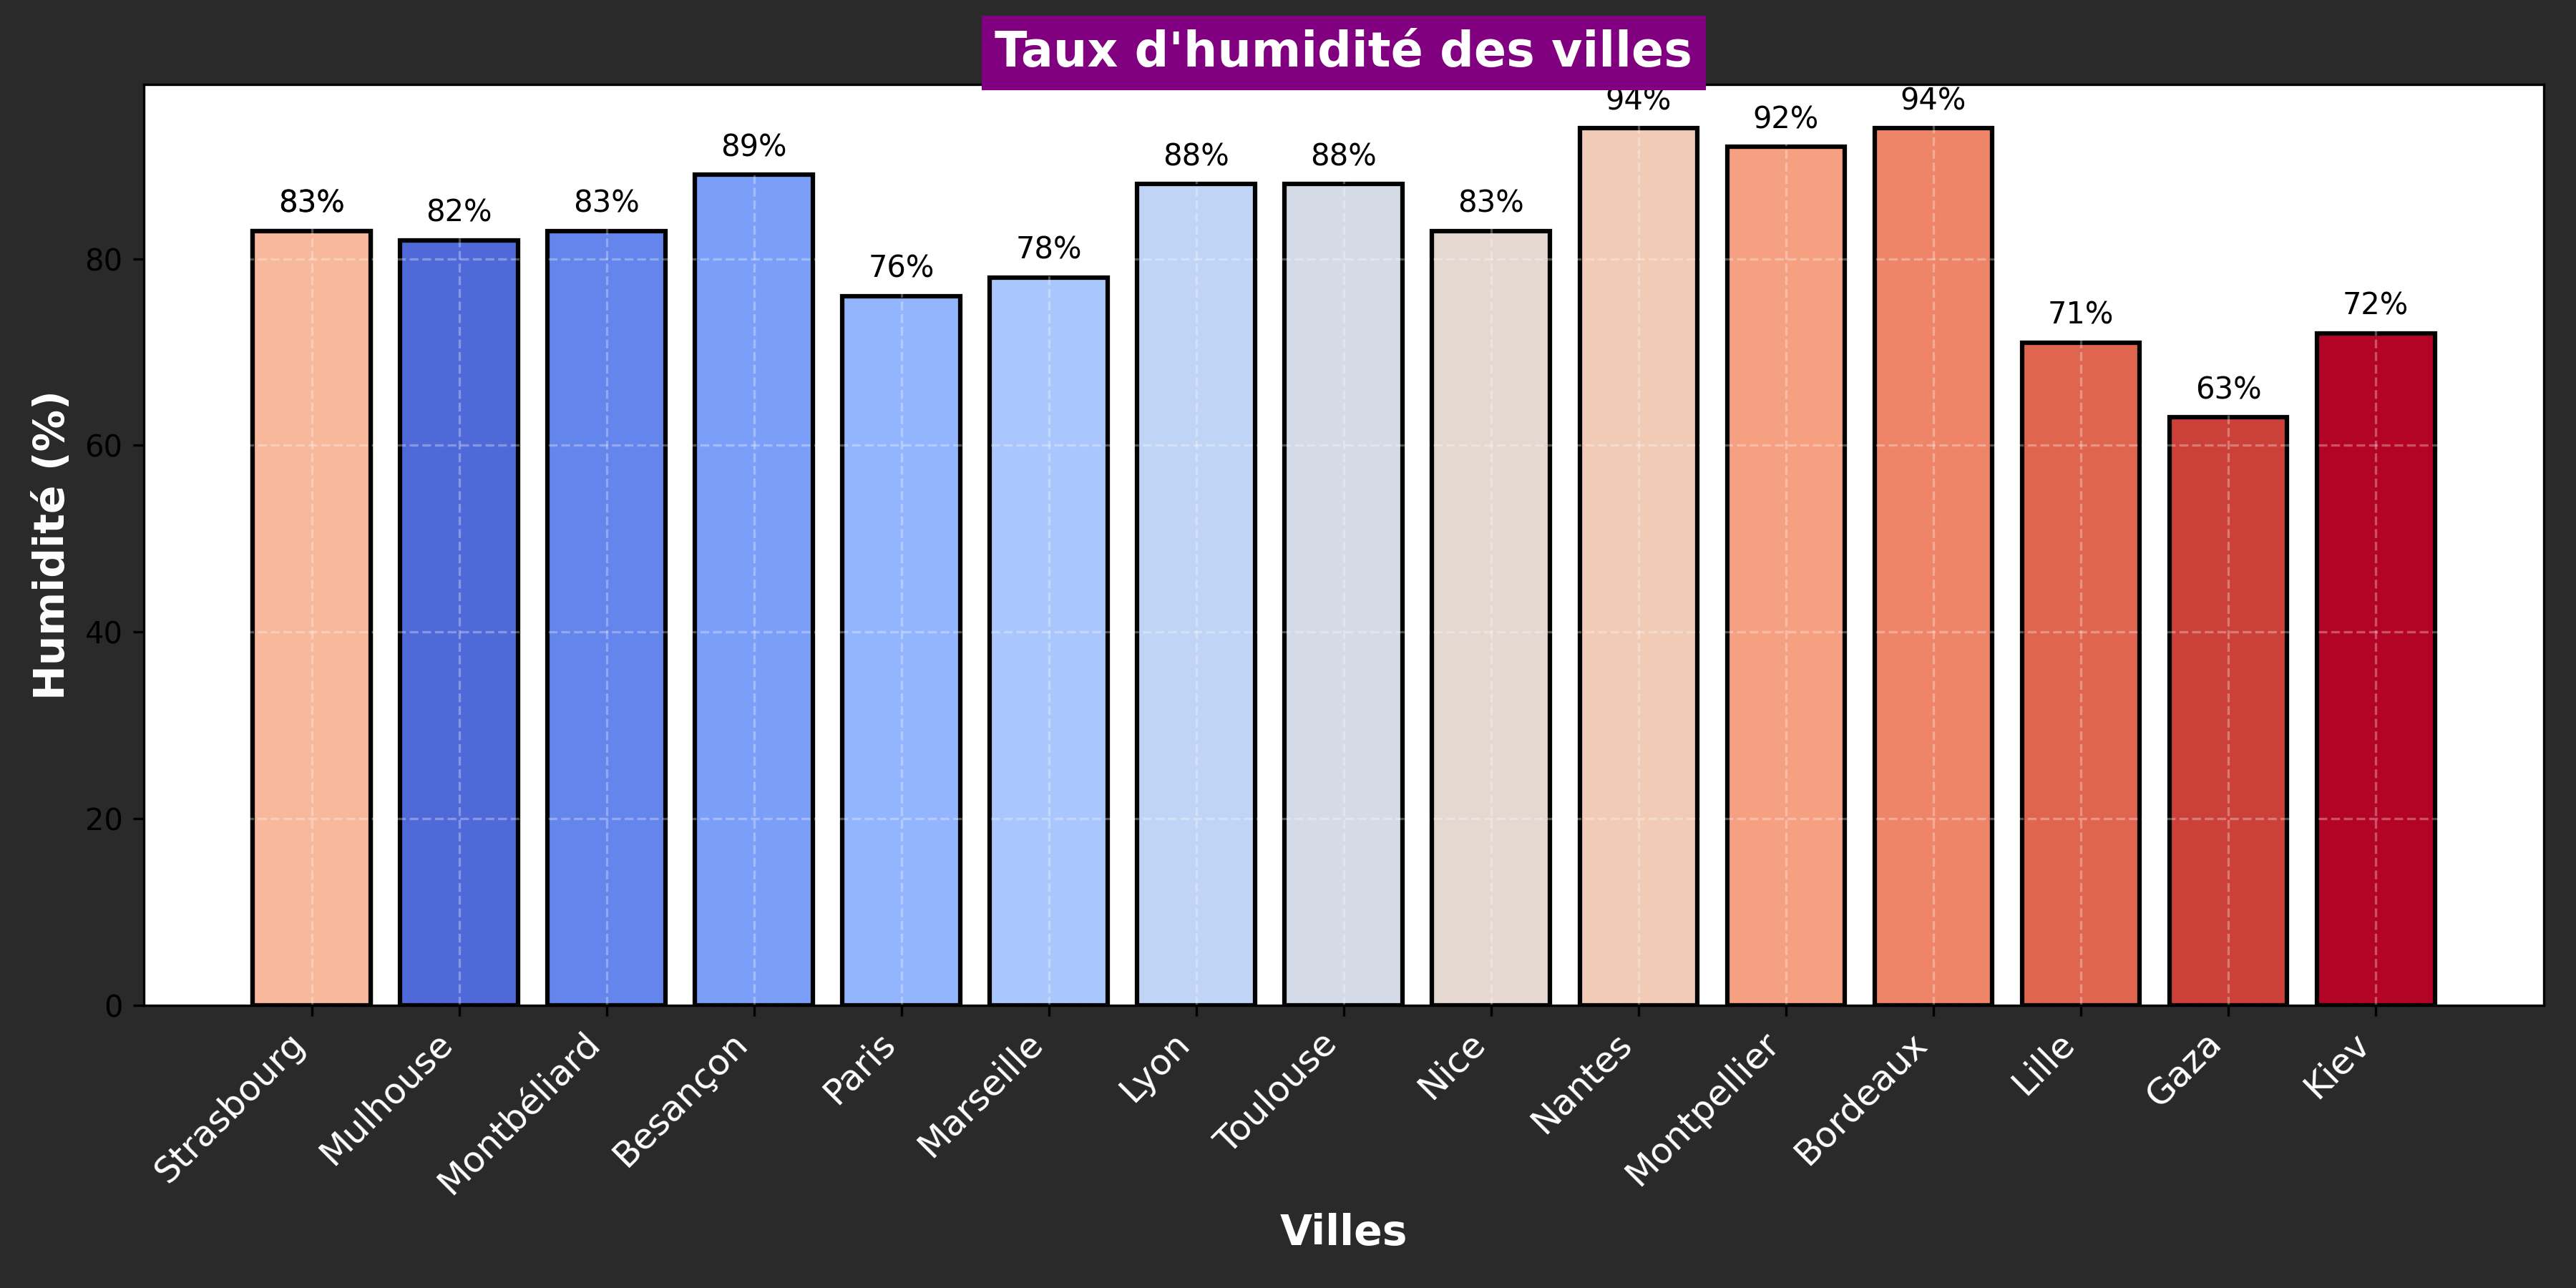 Taux d'humidité des villes
94%
94%
92%
89%
88%
88%
83%
82%
83%
83%
76%
78%
71%
72%
63%
Humidité (%)
80
60
40
20
0
Strasbourg
Mulhouse
Montbéliard
Besançon
Paris
Marseille
Lyon
Toulouse
Nice
Nantes
Montpellier
Bordeaux
Lille
Gaza
Kiev
Villes